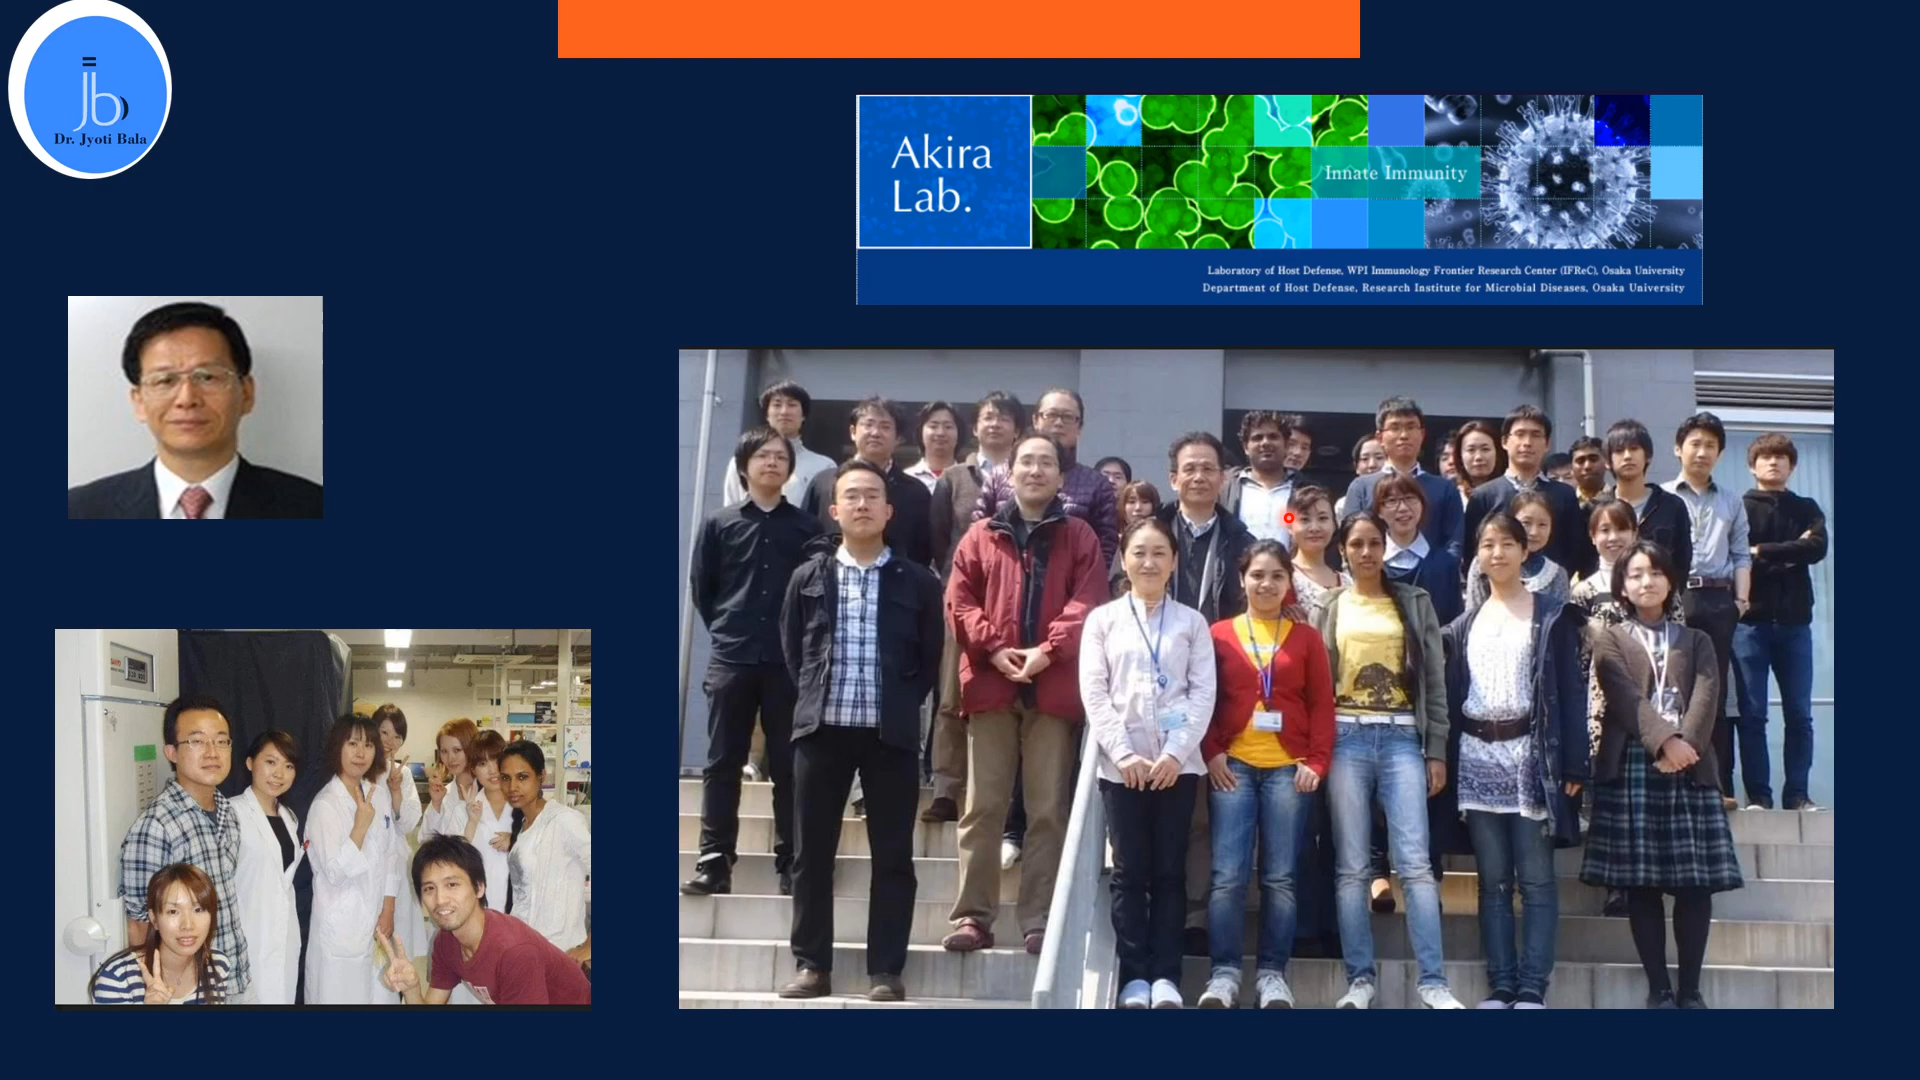 Dr. Jyoti Bala
Akira
Lab.
Innate Immunity
Laboratory of Host Defense, WPI Immunology Frontier Research Center (IFReC), Osaka University
Department of Host Defense, Research Institute for Microbial Diseases, Osaka University